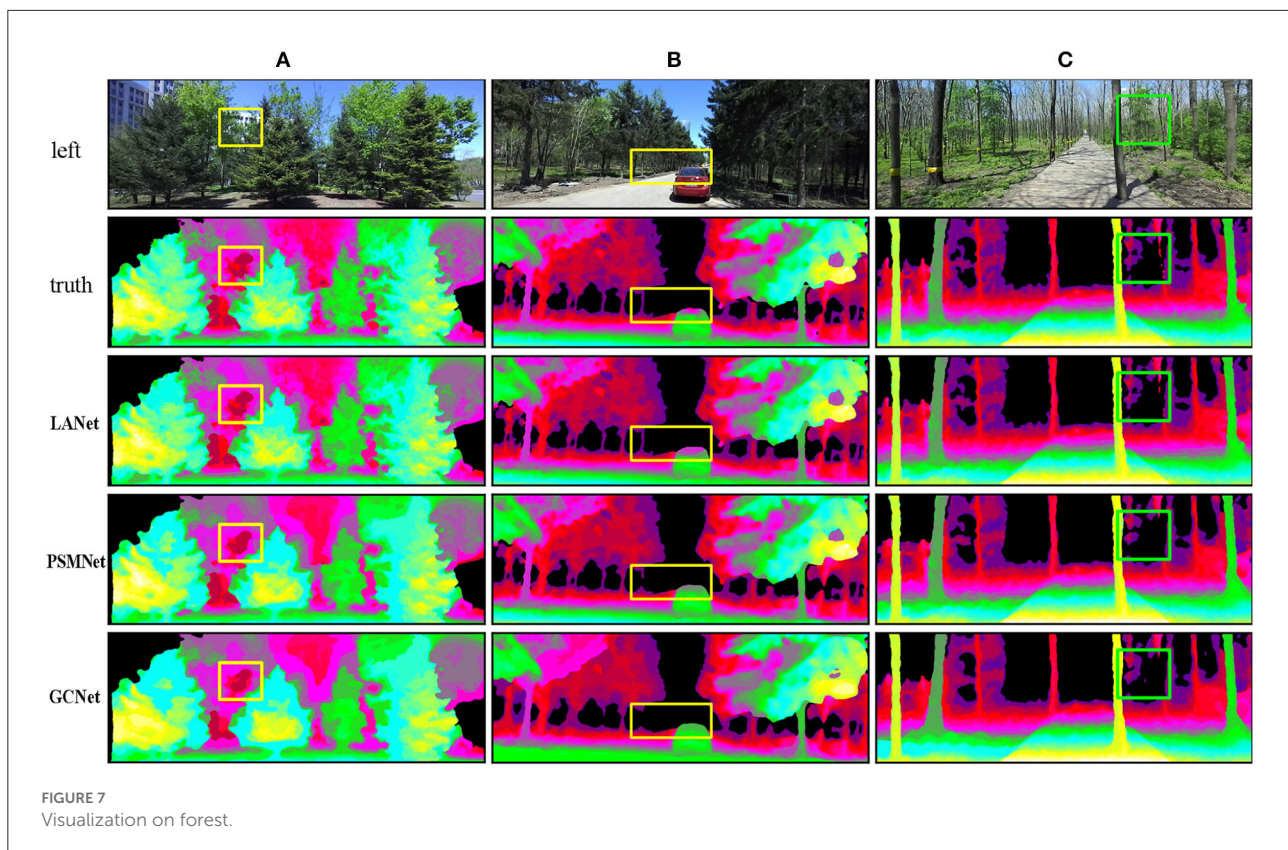 A B C
left
truth
LANet
PSMNet
GCNet
FIGURE 7
Visualization on forest.